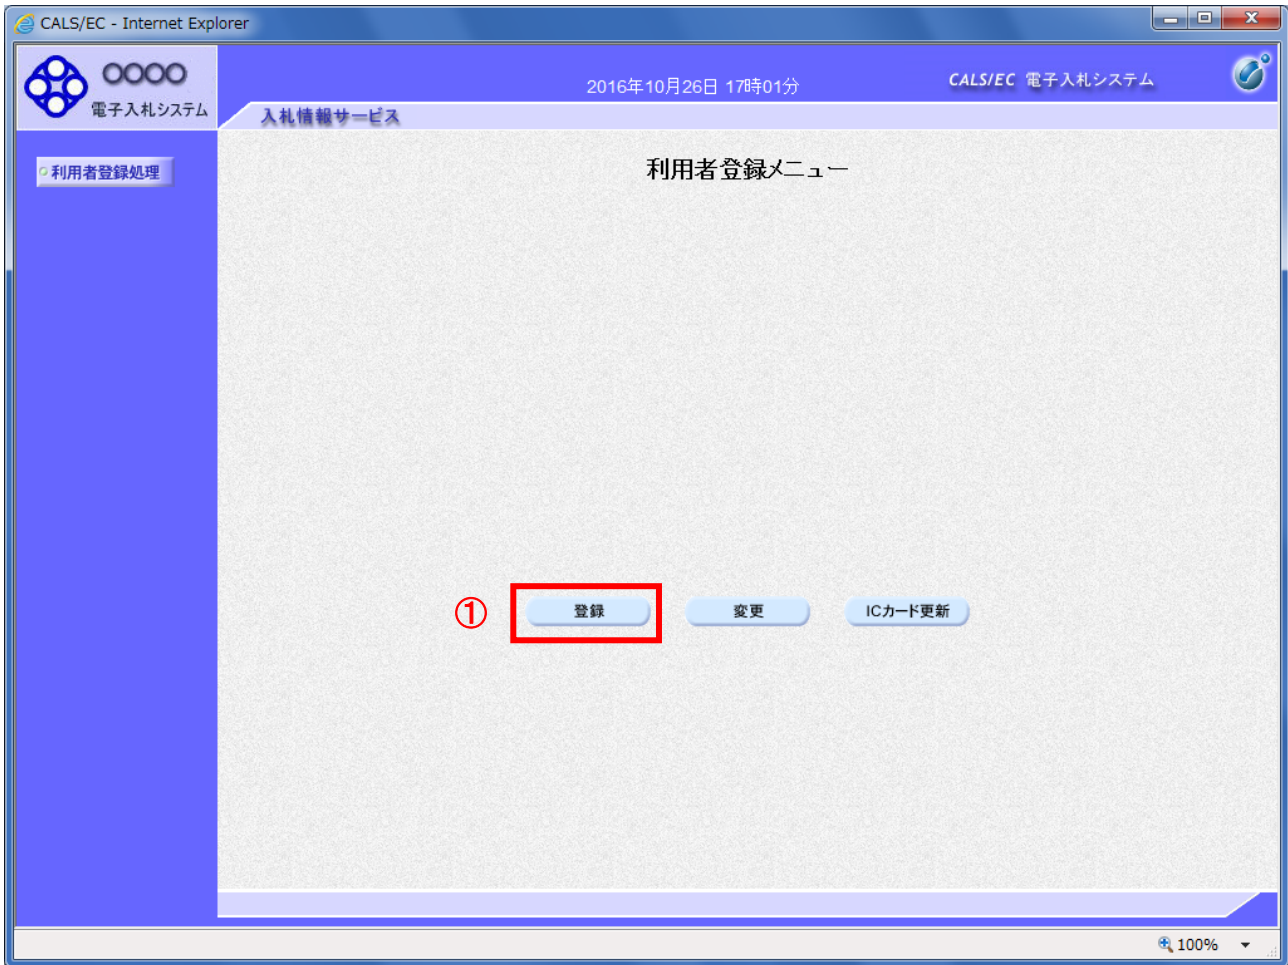 CALS/EC - Internet Explorer
○○○○
電子入札システム
2016年10月26日 17時01分
CALS/EC 電子入札システム
入札情報サービス
利用者登録処理
利用者登録メニュー
① 登録 変更 ICカード更新
100%